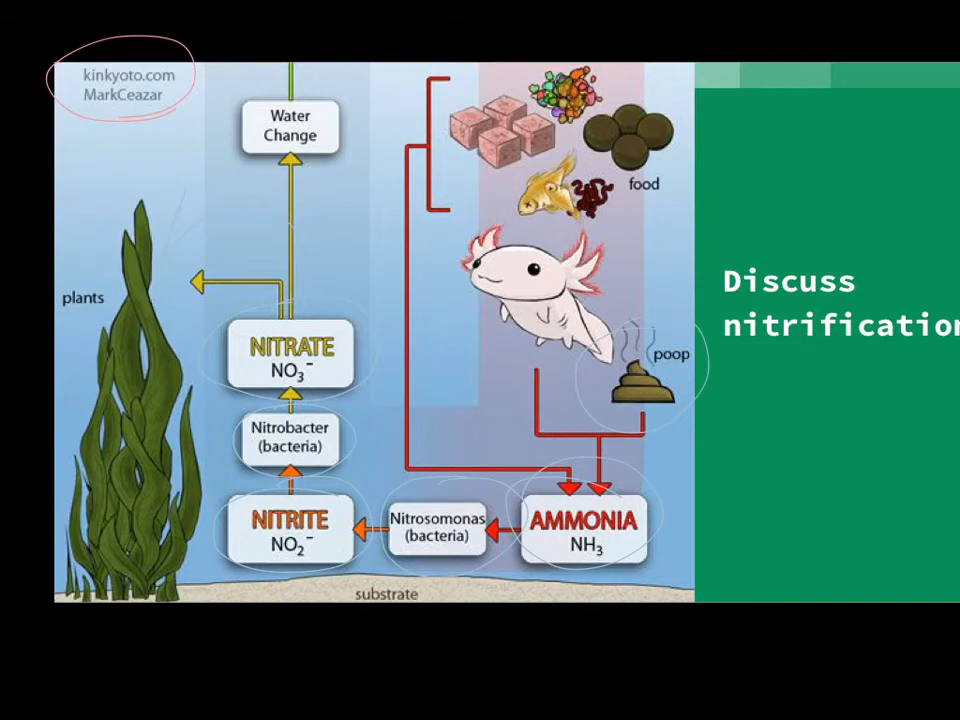 kinkyoto.com
MarkCeazar
Water
Change
food
plants
NITRATE
NO3-
poop
Nitrobacter
(bacteria)
NITRITE
NO2-
Nitrosomonas
(bacteria)
AMMONIA
NH3
substrate
Discuss
nitrification